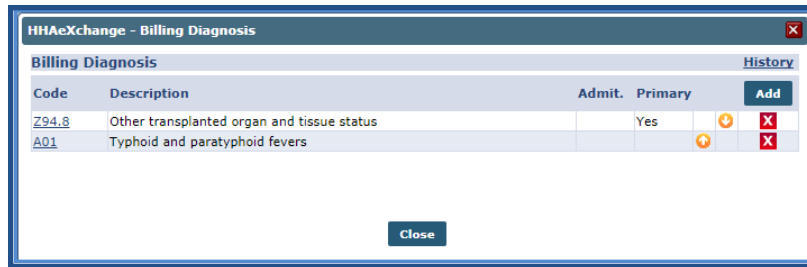 HHAeXchange - Billing Diagnosis X
Billing Diagnosis History
Code Description Admit. Primary Add
Z94.8 Other transplanted organ and tissue status Yes X
A01 Typhoid and paratyphoid fevers X
Close